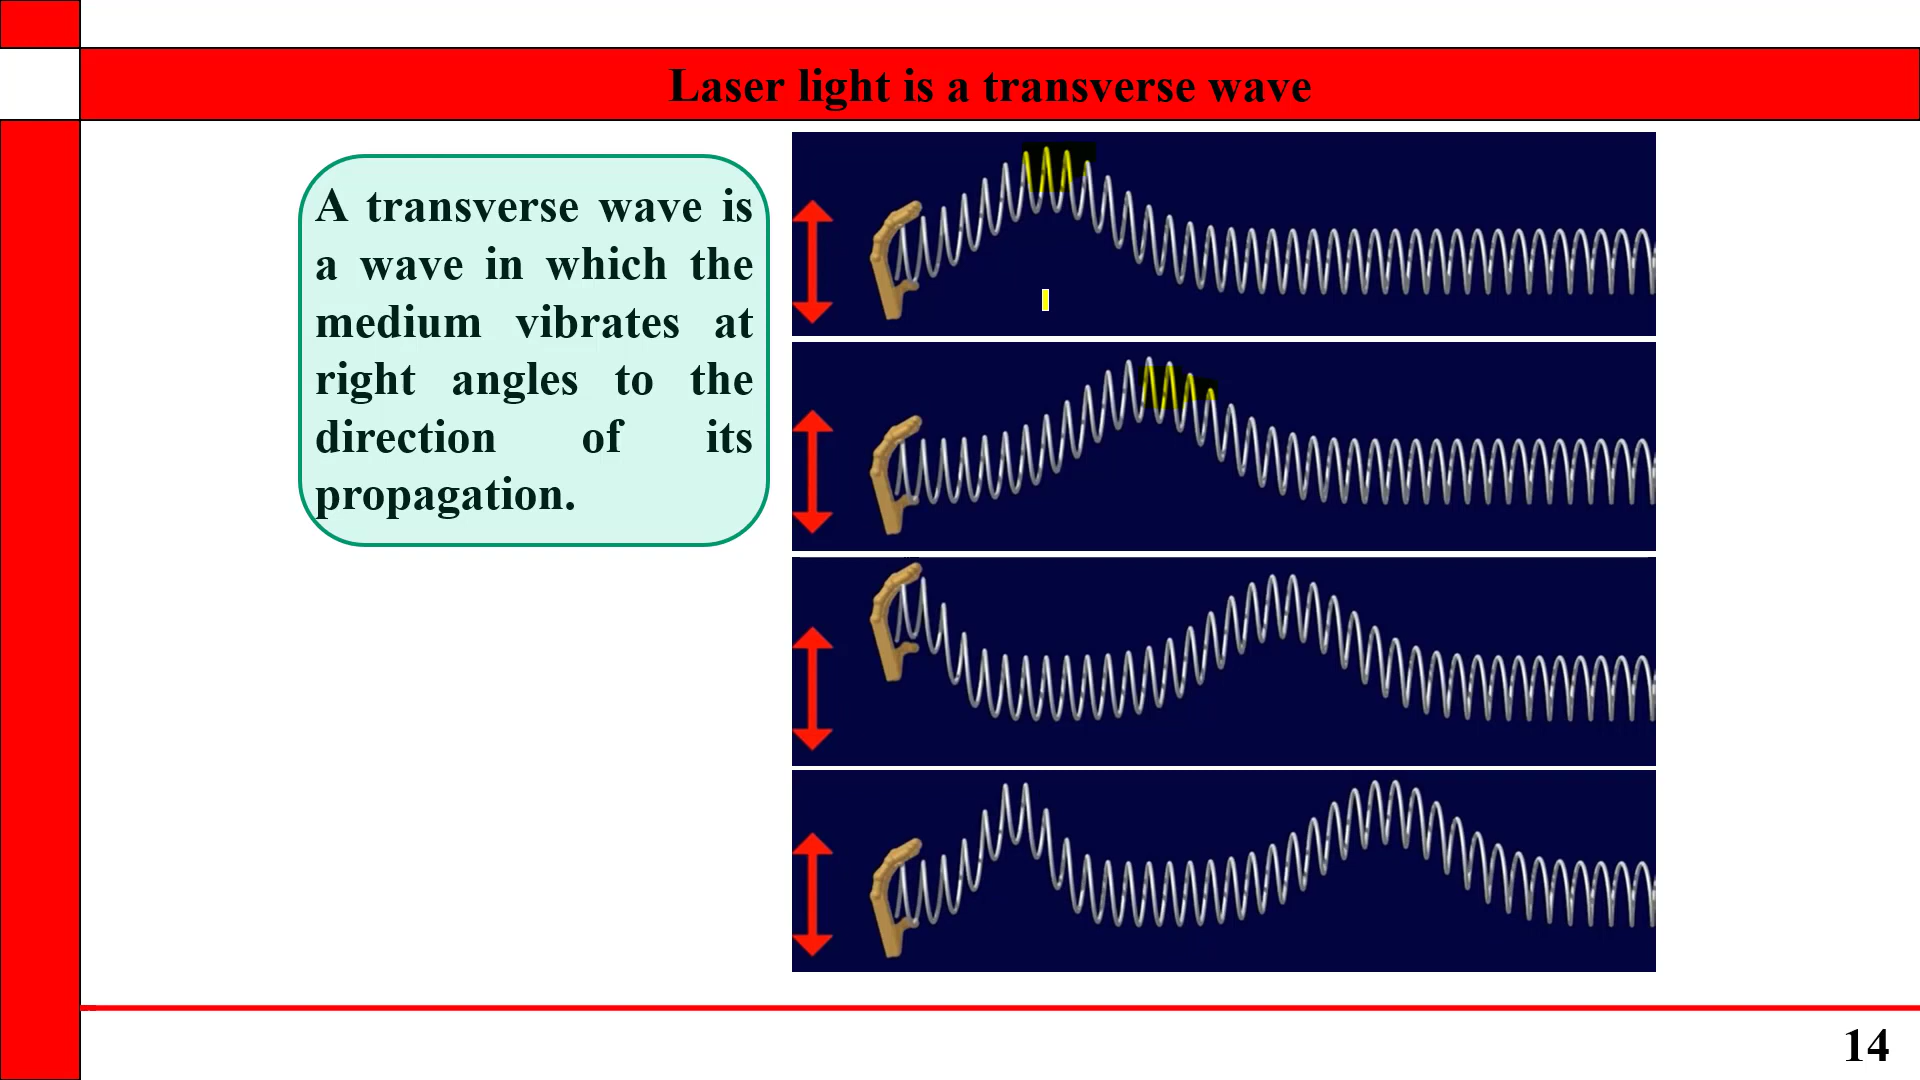 Laser light is a transverse wave
A transverse wave is
a wave in which the
medium vibrates at
right angles to the
direction of its
propagation.
14